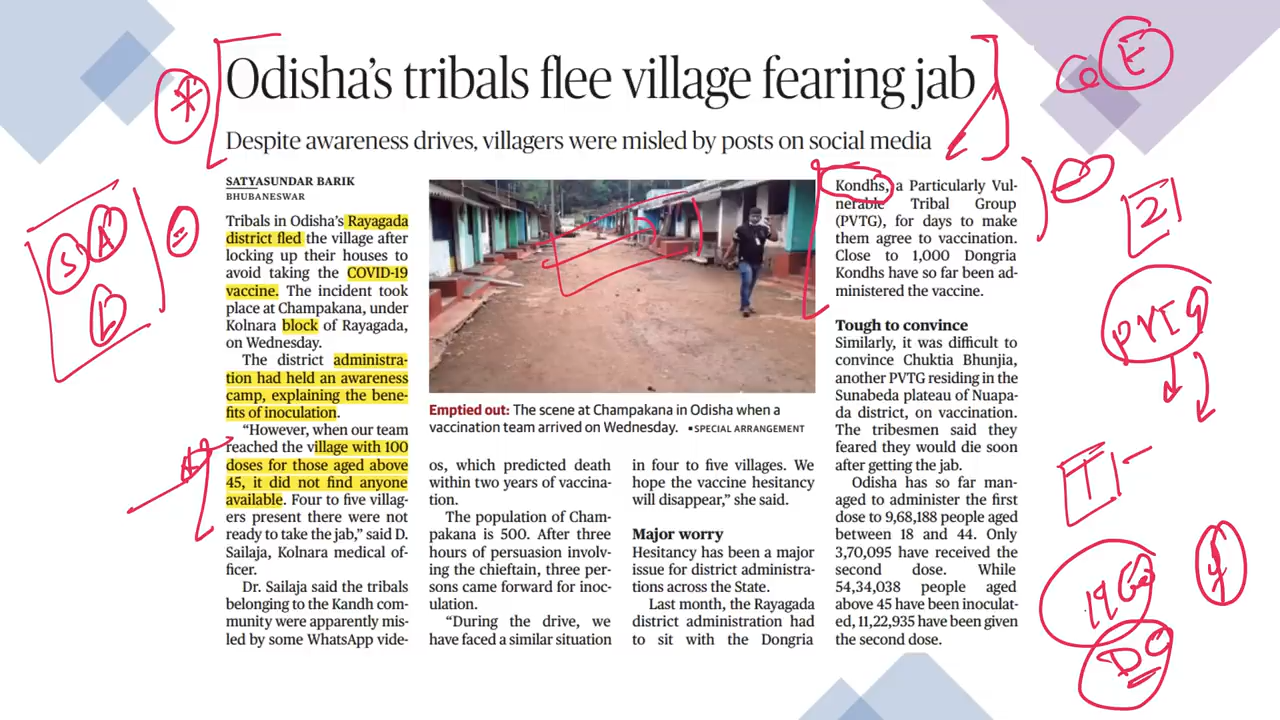 Odisha's tribals flee village fearing jab
Despite awareness drives, villagers were misled by posts on social media
SATYASUNDAR BARIK
BHUBANESWAR
Tribals in Odisha's Rayagada
district fled the village after
locking up their houses to
avoid taking the COVID-19
vaccine. The incident took
place at Champakana, under
Kolnara block of Rayagada,
on Wednesday.
The district administra-
tion had held an awareness
camp, explaining the bene-
fits of inoculation.
"However, when our team
reached the village with 100
doses for those aged above
45, it did not find anyone
available. Four to five villag-
ers present there were not
ready to take the jab," said D.
Sailaja, Kolnara medical of-
ficer.
Dr. Sailaja said the tribals
belonging to the Kandh com-
munity were apparently mis-
led by some WhatsApp vide-
Emptied out: The scene at Champakana in Odisha when a
vaccination team arrived on Wednesday. ▪SPECIAL ARRANGEMENT
os, which predicted death
within two years of vaccina-
tion.
The population of Cham-
pakana is 500. After three
hours of persuasion involv-
ing the chieftain, three per-
sons came forward for inoc-
ulation.
"During the drive, we
have faced a similar situation
in four to five villages. We
hope the vaccine hesitancy
will disappear," she said.
Major worry
Hesitancy has been a major
issue for district administra-
tions across the State.
Last month, the Rayagada
district administration had
to sit with the Dongria
Kondhs, a Particularly Vul-
nerable Tribal Group
(PVTG), for days to make
them agree to vaccination.
Close to 1,000 Dongria
Kondhs have so far been ad-
ministered the vaccine.
Tough to convince
Similarly, it was difficult to
convince Chuktia Bhunjia,
another PVTG residing in the
Sunabeda plateau of Nuapa-
da district, on vaccination.
The tribesmen said they
feared they would die soon
after getting the jab.
Odisha has so far man-
aged to administer the first
dose to 9,68,188 people aged
between 18 and 44. Only
3,70,095 have received the
second dose. While
54,34,038 people aged
above 45 have been inoculat-
ed, 11,22,935 have been given
the second dose.
E
2
PVTG
T
S A
L